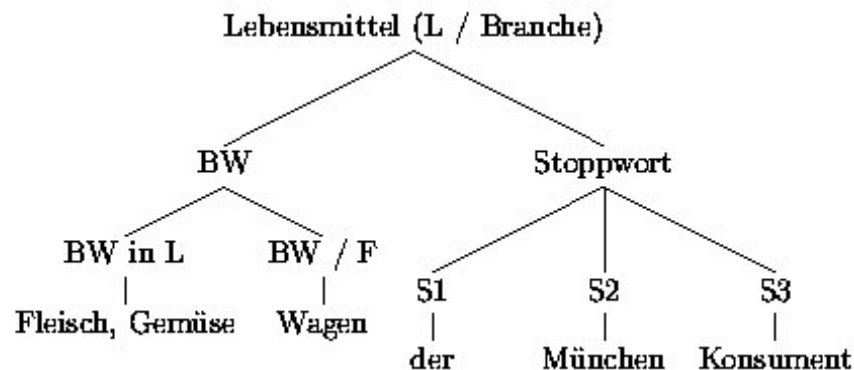 Lebensmittel (L / Branche)
BW Stoppwort
BW in L BW / F
S1 S2 S3
Fleisch, Gemüse Wagen
der München Konsument